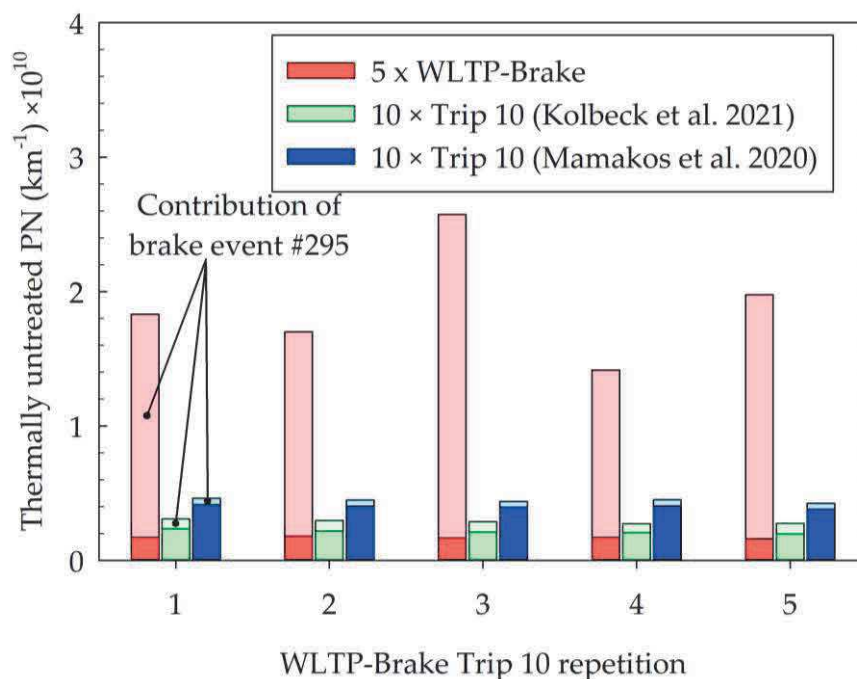 Thermally untreated PN (km⁻¹) ×10¹⁰
4
3
2
1
0
5 x WLTP-Brake
10 × Trip 10 (Kolbeck et al. 2021)
10 × Trip 10 (Mamakos et al. 2020)
Contribution of
brake event #295
1 2 3 4 5
WLTP-Brake Trip 10 repetition